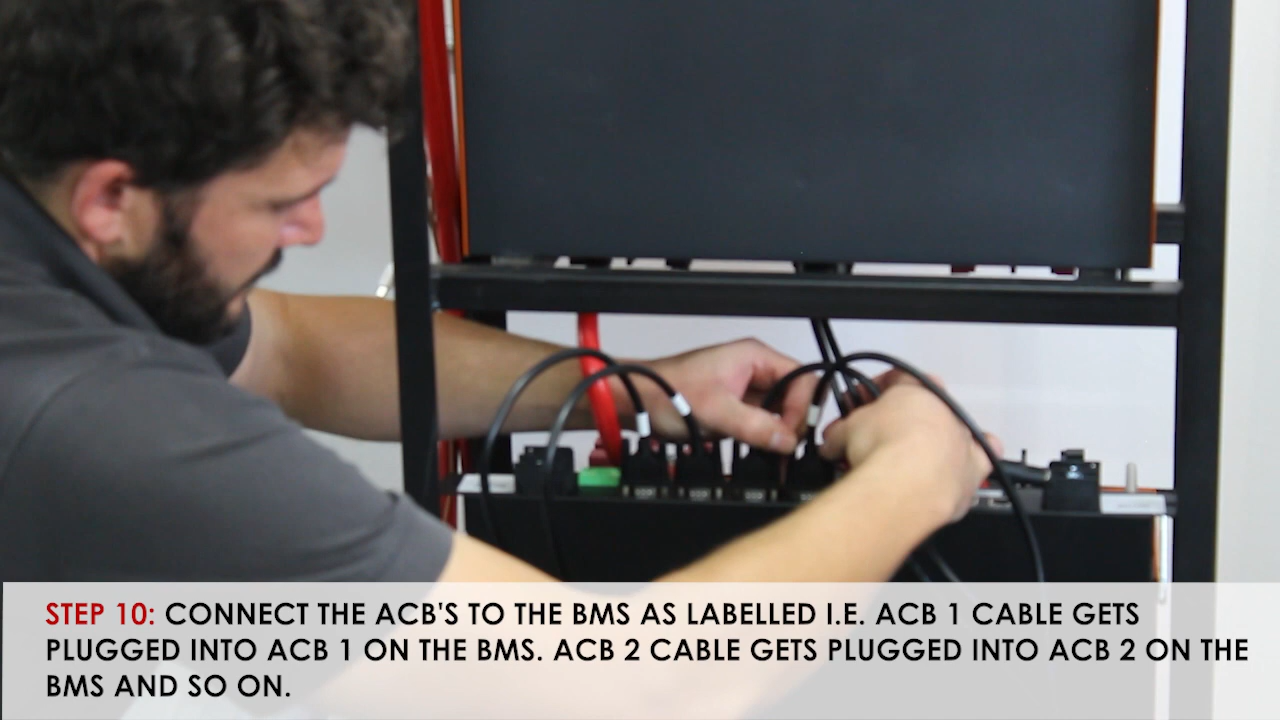 STEP 10: CONNECT THE ACB'S TO THE BMS AS LABELLED I.E. ACB 1 CABLE GETS
PLUGGED INTO ACB 1 ON THE BMS. ACB 2 CABLE GETS PLUGGED INTO ACB 2 ON THE
BMS AND SO ON.